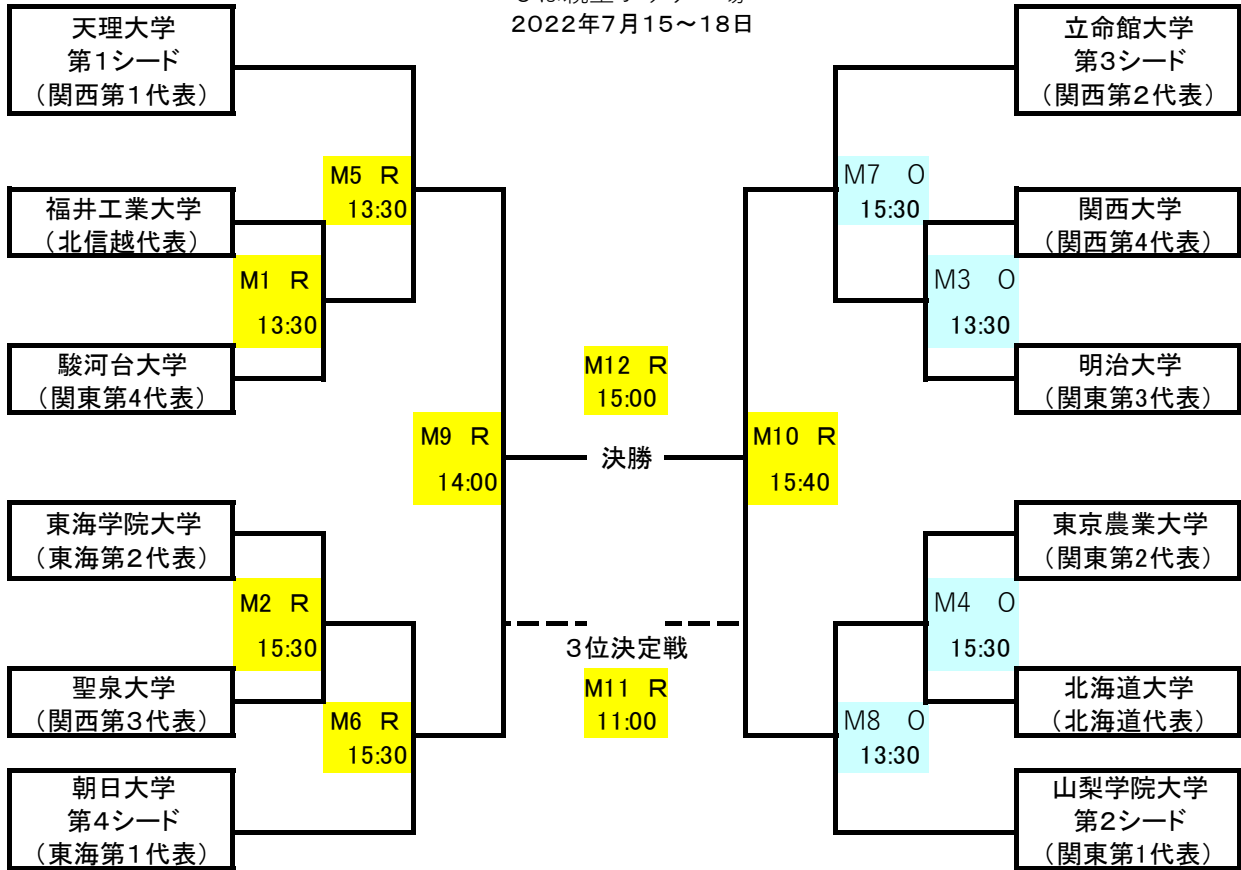 2022年7月15～18日
天理大学
第1シード
（関西第1代表）
M5 R
13:30
福井工業大学
（北信越代表）
M1 R
13:30
駿河台大学
（関東第4代表）
M9 R
14:00
東海学院大学
（東海第2代表）
M2 R
15:30
聖泉大学
（関西第3代表）
M6 R
15:30
朝日大学
第4シード
（東海第1代表）
M12 R
15:00
決勝
3位決定戦
M11 R
11:00
立命館大学
第3シード
（関西第2代表）
M7 O
15:30
関西大学
（関西第4代表）
M3 O
13:30
明治大学
（関東第3代表）
M10 R
15:40
東京農業大学
（関東第2代表）
M4 O
15:30
北海道大学
（北海道代表）
M8 O
13:30
山梨学院大学
第2シード
（関東第1代表）